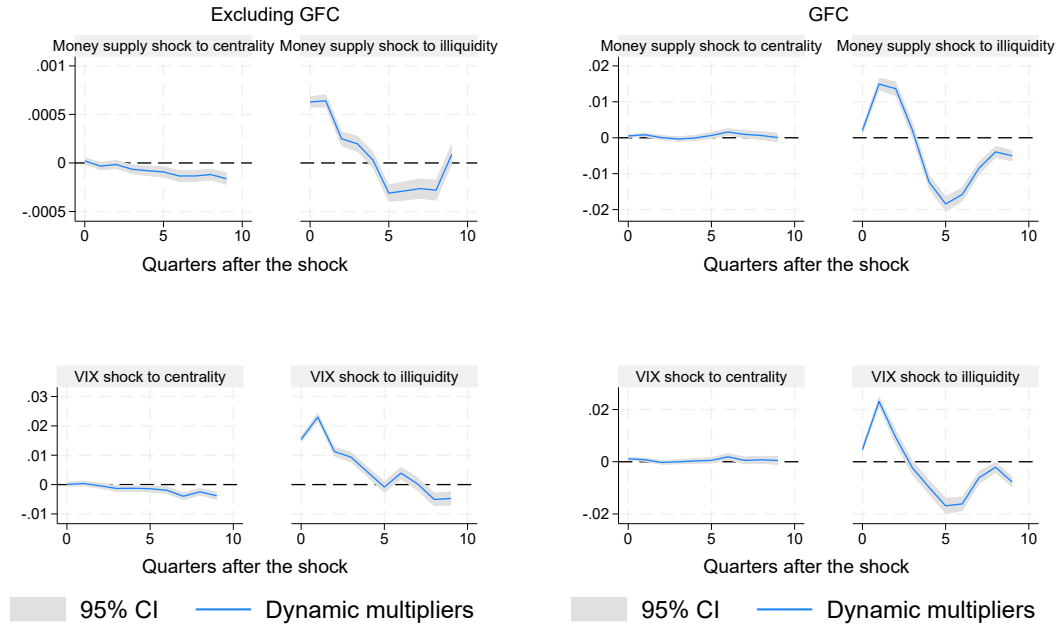 Excluding GFC
Money supply shock to centrality
Money supply shock to illiquidity
.001
.0005
0
-.0005
0
5
10
0
5
10
Quarters after the shock
GFC
Money supply shock to centrality
Money supply shock to illiquidity
.02
.01
0
-.01
-.02
0
5
10
0
5
10
Quarters after the shock
VIX shock to centrality
VIX shock to illiquidity
.03
.02
.01
0
-.01
0
5
10
0
5
10
Quarters after the shock
95% CI
Dynamic multipliers
VIX shock to centrality
VIX shock to illiquidity
.02
0
-.02
0
5
10
0
5
10
Quarters after the shock
95% CI
Dynamic multipliers